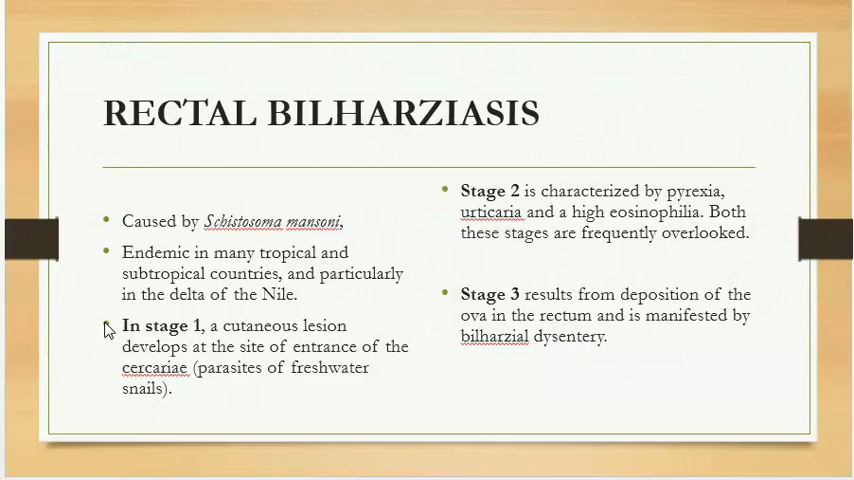 RECTAL BILHARZIASIS
Caused by Schistosoma mansoni,
Endemic in many tropical and
subtropical countries, and particularly
in the delta of the Nile.
In stage 1, a cutaneous lesion
develops at the site of entrance of the
cercariae (parasites of freshwater
snails).
Stage 2 is characterized by pyrexia,
urticaria and a high eosinophilia. Both
these stages are frequently overlooked.
Stage 3 results from deposition of the
ova in the rectum and is manifested by
bilharzial dysentery.